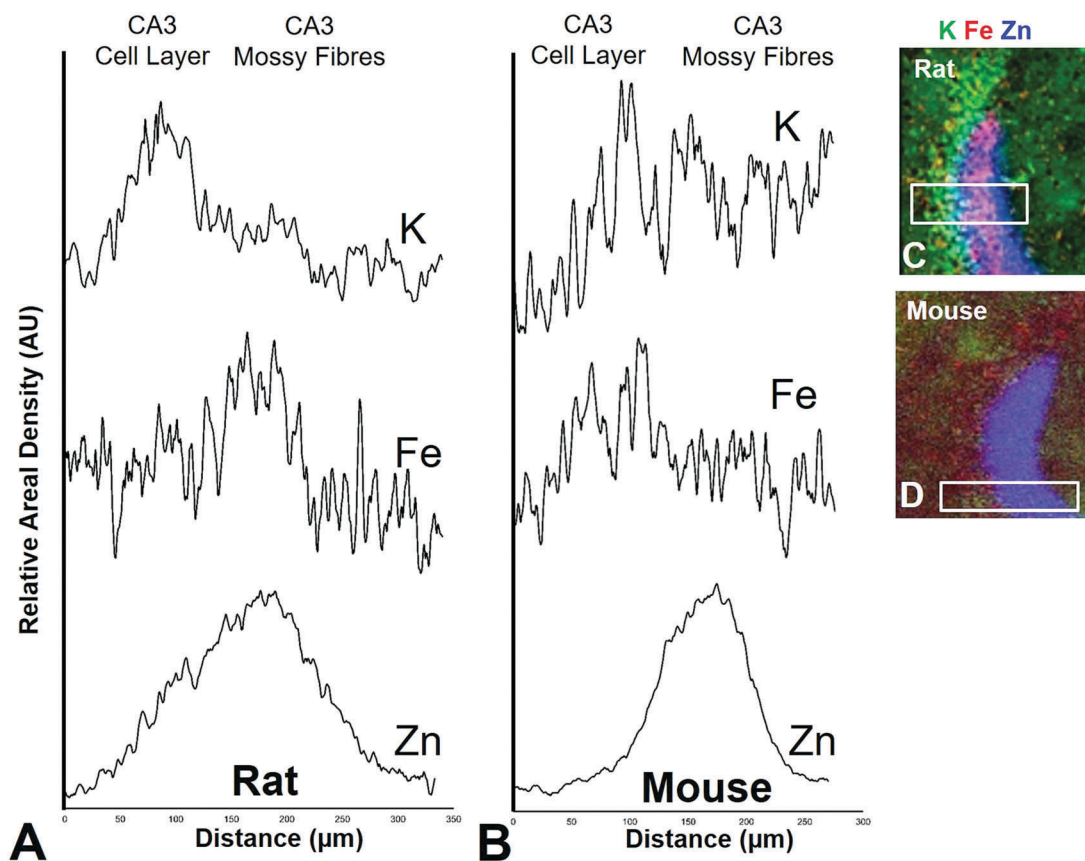 CA3
Cell Layer
CA3
Mossy Fibres
CA3
Cell Layer
CA3
Mossy Fibres
K Fe Zn
Rat
C
Mouse
D
Relative Areal Density (AU)
K
Fe
Zn
Rat
K
Fe
Zn
Mouse
0 50 100 150 200 250 300 350
Distance (µm)
A
0 50 100 150 200 250 300
Distance (µm)
B